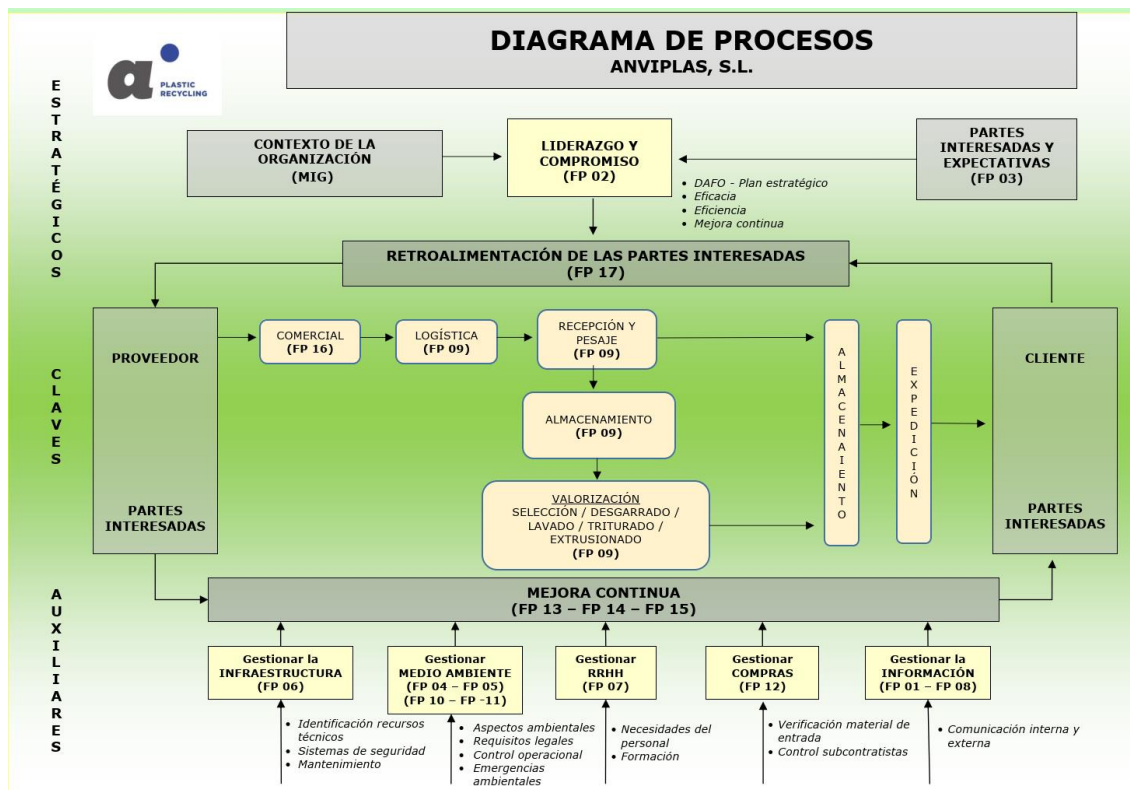 DIAGRAMA DE PROCESOS
ANVIPLAS, S.L.
a
PLASTIC
RECYCLING
ESTRATÉGICOS
CONTEXTO DE LA
ORGANIZACIÓN
(MIG)
LIDERAZGO Y
COMPROMISO
(FP 02)
PARTES
INTERESADAS Y
EXPECTATIVAS
(FP 03)
• DAFO - Plan estratégico
• Eficacia
• Eficiencia
• Mejora continua
RETROALIMENTACIÓN DE LAS PARTES INTERESADAS
(FP 17)
CLAVES
PROVEEDOR
PARTES
INTERESADAS
COMERCIAL
(FP 16)
LOGÍSTICA
(FP 09)
RECEPCIÓN Y
PESAJE
(FP 09)
ALMACENAMIENTO
(FP 09)
VALORIZACIÓN
SELECCIÓN / DESGARRADO /
LAVADO / TRITURADO /
EXTRUSIONADO
(FP 09)
ALMACENAIENTO
EXPEDICIÓN
CLIENTE
PARTES
INTERESADAS
AUXILIARES
MEJORA CONTINUA
(FP 13 – FP 14 – FP 15)
Gestionar la
INFRAESTRUCTURA
(FP 06)
• Identificación recursos
técnicos
• Sistemas de seguridad
• Mantenimiento
Gestionar
MEDIO AMBIENTE
(FP 04 – FP 05)
(FP 10 – FP -11)
• Aspectos ambientales
• Requisitos legales
• Control operacional
• Emergencias
ambientales
Gestionar
RRHH
(FP 07)
• Necesidades del
personal
• Formación
Gestionar
COMPRAS
(FP 12)
• Verificación material de
entrada
• Control subcontratistas
Gestionar la
INFORMACIÓN
(FP 01 – FP 08)
• Comunicación interna y
externa